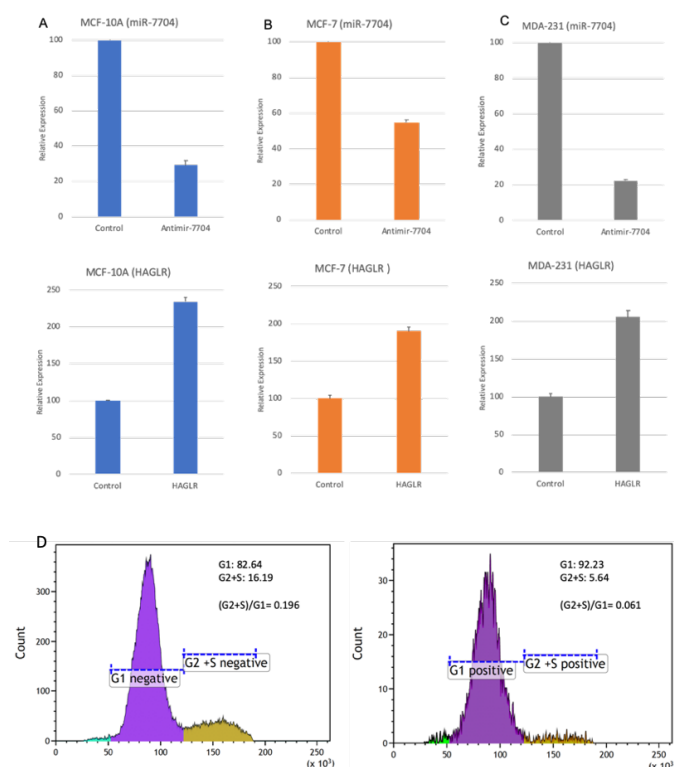 A
MCF-10A (miR-7704)
100
80
60
40
20
0
Relative Expression
Control
Antimir-7704
B
MCF-7 (miR-7704)
100
80
60
40
20
0
Relative Expression
Control
Antimir-7704
C
MDA-231 (miR-7704)
100
80
60
40
20
0
Relative Expression
Control
Antimir-7704
MCF-10A (HAGLR)
250
200
150
100
50
0
Relative Expression
Control
HAGLR
MCF-7 (HAGLR )
250
200
150
100
50
0
Relative Expression
Control
HAGLR
MDA-231 (HAGLR)
250
200
150
100
50
0
Relative Expression
Control
HAGLR
D
G1: 82.64
G2+S: 16.19
(G2+S)/G1= 0.196
300
200
100
0
Count
G2 +S negative
G1 negative
0
50
100
150
200
250
(x 10³)
G1: 92.23
G2+S: 5.64
(G2+S)/G1= 0.061
30
20
10
0
Count
G2 +S positive
G1 positive
0
50
100
150
200
250
(x 10³)